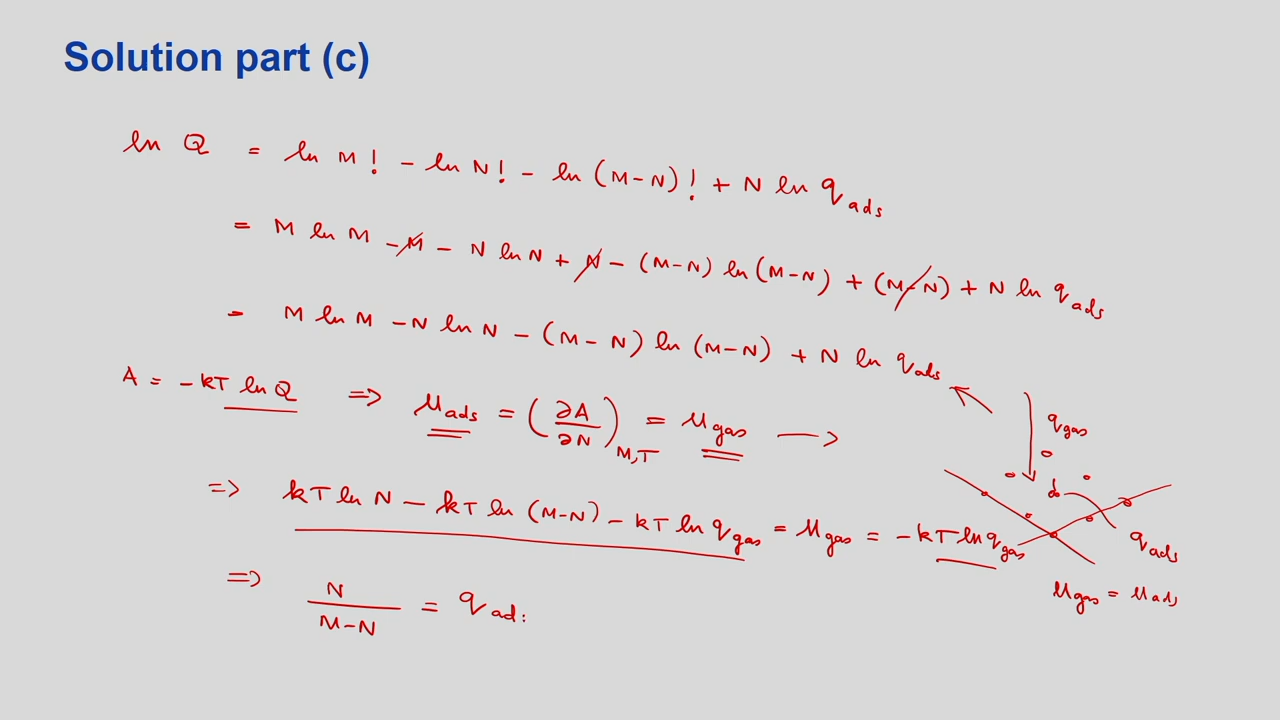 Solution part (c)
ln Q = ln M! - ln N! - ln (M-N)! + N ln q_ads
= M ln M - M - N ln N + N - (M-N) ln (M-N) + (M-N) + N ln q_ads
= M ln M - N ln N - (M-N) ln (M-N) + N ln q_ads
A = -kT ln Q ⇒ μ_ads = (∂A/∂N)_M,T = μ_gas →
q_gas
⇒ kT ln N - kT ln (M-N) - kT ln q_gas = μ_gas = -kT ln q_gas
q_ads
μ_gas = μ_ads
⇒ N/(M-N) = q_ad